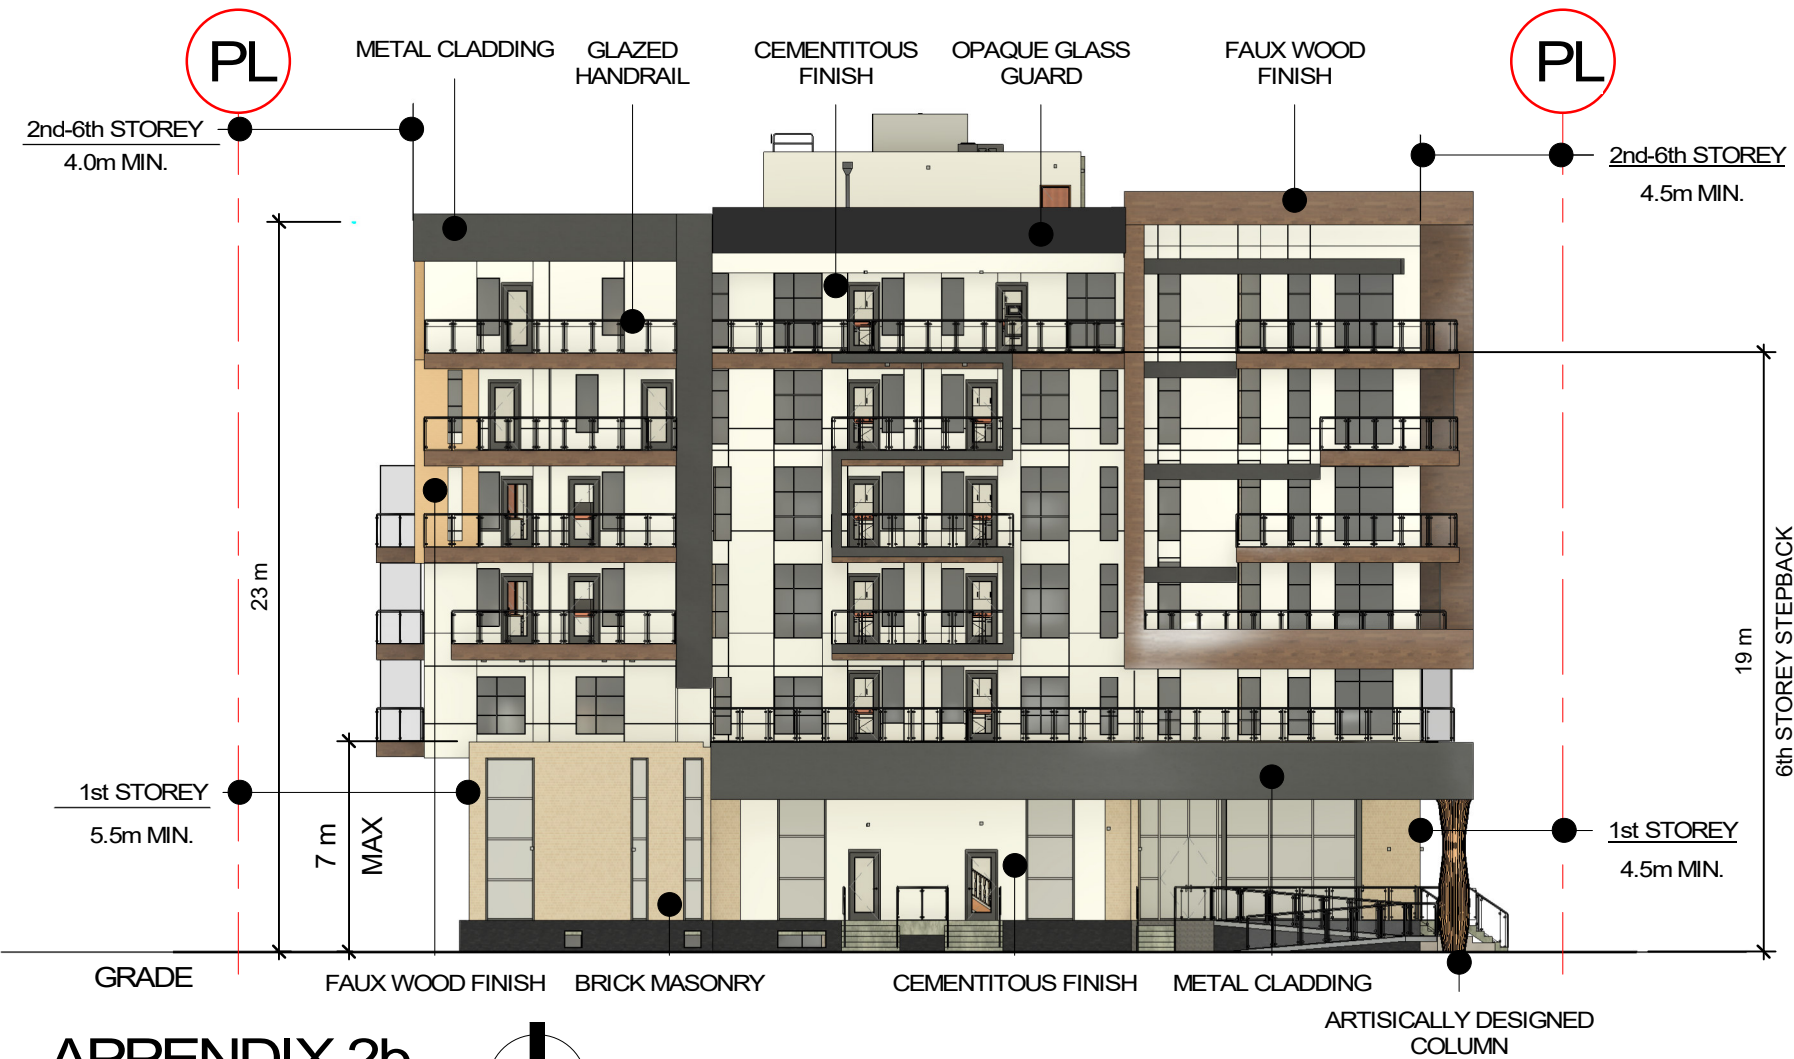 PL
PL
METAL CLADDING
GLAZED
HANDRAIL
CEMENTITOUS
FINISH
OPAQUE GLASS
GUARD
FAUX WOOD
FINISH
2nd-6th STOREY
4.0m MIN.
2nd-6th STOREY
4.5m MIN.
23 m
19 m
6th STOREY STEPBACK
1st STOREY
5.5m MIN.
7 m
MAX
1st STOREY
4.5m MIN.
GRADE
FAUX WOOD FINISH
BRICK MASONRY
CEMENTITOUS FINISH
METAL CLADDING
ARTISICALLY DESIGNED
COLUMN
APPENDIX 2b